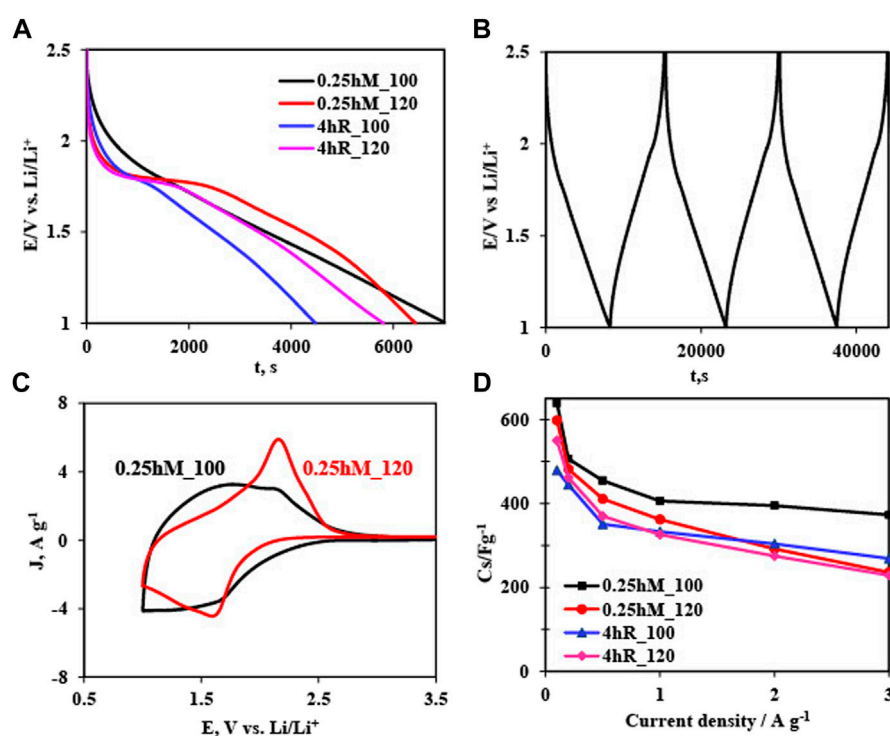 A
2.5
2
1.5
1
E/V vs. Li/Li⁺
0
2000
4000
6000
t, s
0.25hM_100
0.25hM_120
4hR_100
4hR_120
B
2.5
2
1.5
1
E/V vs Li/Li⁺
0
20000
40000
t,s
C
8
4
0
-4
-8
J, A g⁻¹
0.25hM_100
0.25hM_120
0.5
1.5
2.5
3.5
E, V vs. Li/Li⁺
D
600
400
200
0
Cs/Fg⁻¹
0.25hM_100
0.25hM_120
4hR_100
4hR_120
0
1
2
3
Current density / A g⁻¹